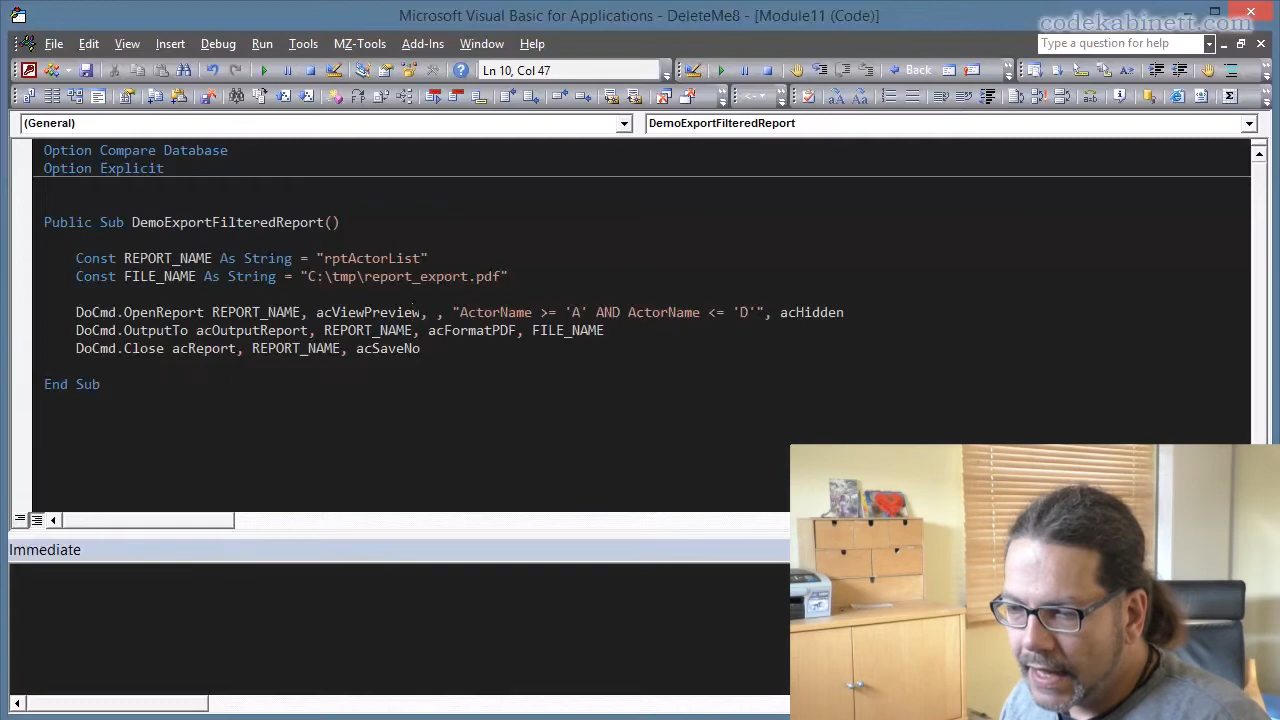 Microsoft Visual Basic for Applications - DeleteMe8 - [Module11 (Code)]
codekabinett.com
File Edit View Insert Debug Run Tools MZ-Tools Add-Ins Window Help
Type a question for help
Ln 10, Col 47
Back
(General)
DemoExportFilteredReport
Option Compare Database
Option Explicit
Public Sub DemoExportFilteredReport()
Const REPORT_NAME As String = "rptActorList"
Const FILE_NAME As String = "C:\tmp\report_export.pdf"
DoCmd.OpenReport REPORT_NAME, acViewPreview, , "ActorName >= 'A' AND ActorName <= 'D'", acHidden
DoCmd.OutputTo acOutputReport, REPORT_NAME, acFormatPDF, FILE_NAME
DoCmd.Close acReport, REPORT_NAME, acSaveNo
End Sub
Immediate